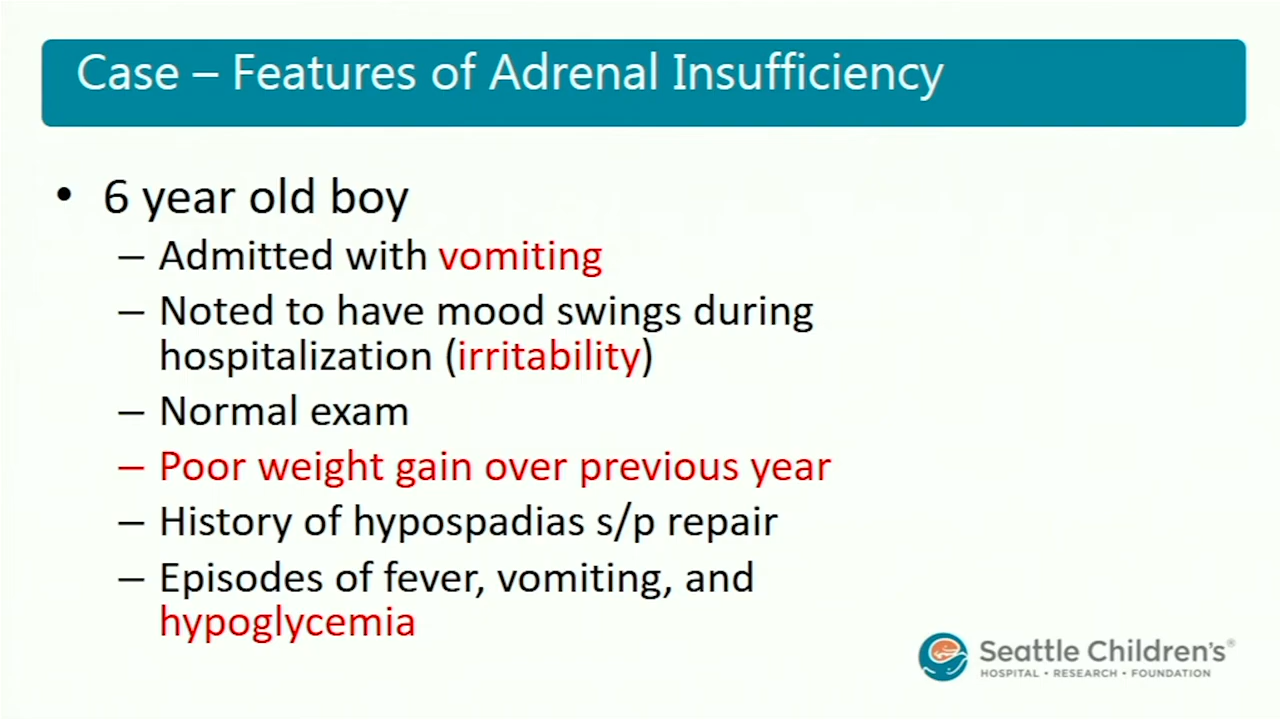 Case – Features of Adrenal Insufficiency
• 6 year old boy
– Admitted with vomiting
– Noted to have mood swings during
hospitalization (irritability)
– Normal exam
– Poor weight gain over previous year
– History of hypospadias s/p repair
– Episodes of fever, vomiting, and
hypoglycemia
Seattle Children's®
HOSPITAL • RESEARCH • FOUNDATION